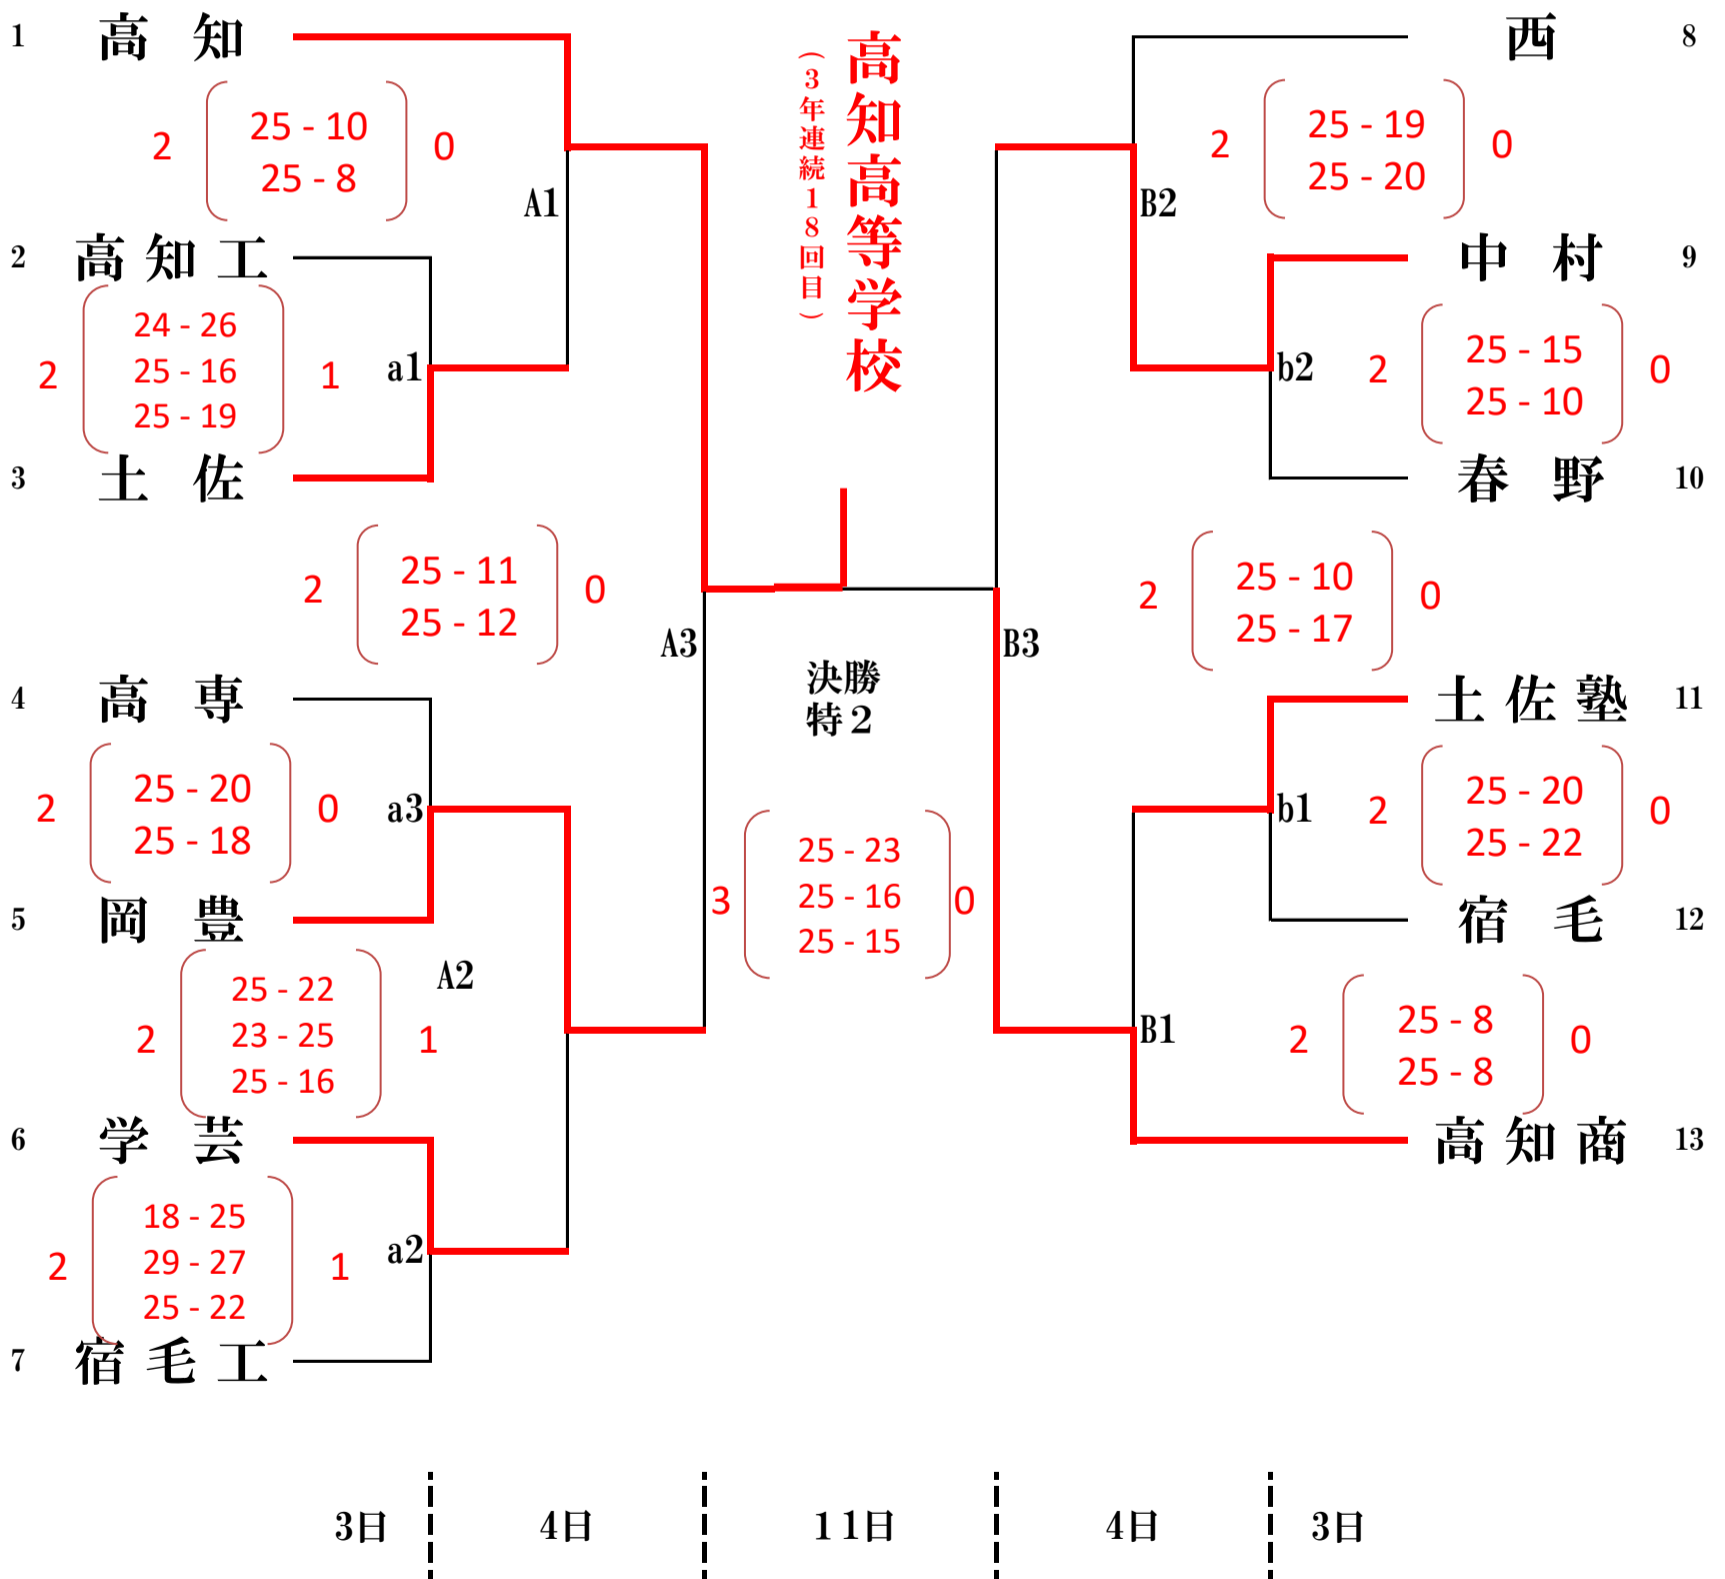 1 高 知
2 ( 25 - 10 ) 0
25 - 8
A1
2 高 知 工
24 - 26
2 25 - 16 1
25 - 19
a1
3 土 佐
25 - 11
2 0
25 - 12
A3
4 高 専
25 - 20
2 0
25 - 18
a3
5 岡 豊
A2
25 - 22
2 23 - 25 1
25 - 16
6 学 芸
18 - 25
2 29 - 27 1
25 - 22
a2
7 宿 毛 工
高知高等学校
(3年連続18回目)
決勝
特2
25 - 23
3 25 - 16 0
25 - 15
西 8
25 - 19
2 0
25 - 20
B2
中 村 9
b2
25 - 15
2 0
25 - 10
春 野 10
25 - 10
2 0
25 - 17
B3
土 佐 塾 11
b1
25 - 20
2 0
25 - 22
宿 毛 12
B1
25 - 8
2 0
25 - 8
高 知 商 13
3日 4日 11日 4日 3日